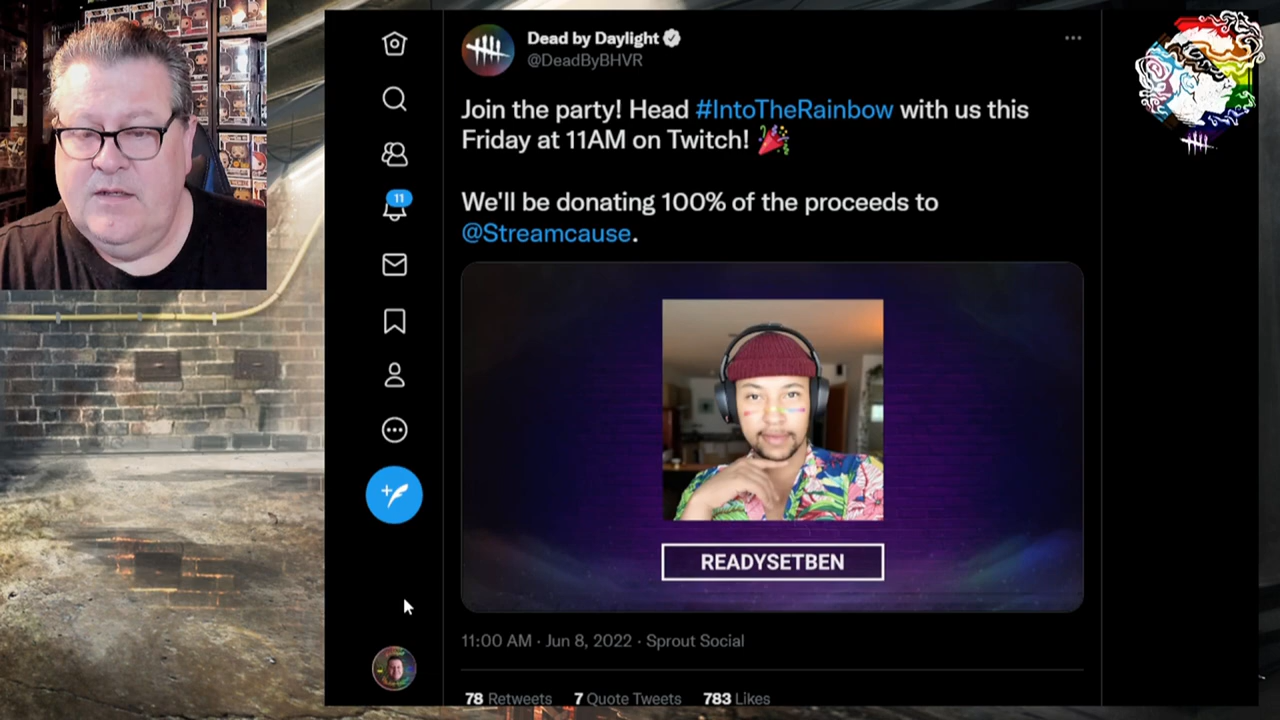 Dead by Daylight
@DeadByBHVR
Join the party! Head #IntoTheRainbow with us this
Friday at 11AM on Twitch!
We'll be donating 100% of the proceeds to
@Streamcause.
11
READYSETBEN
11:00 AM · Jun 8, 2022 · Sprout Social
78 Retweets 7 Quote Tweets 783 Likes